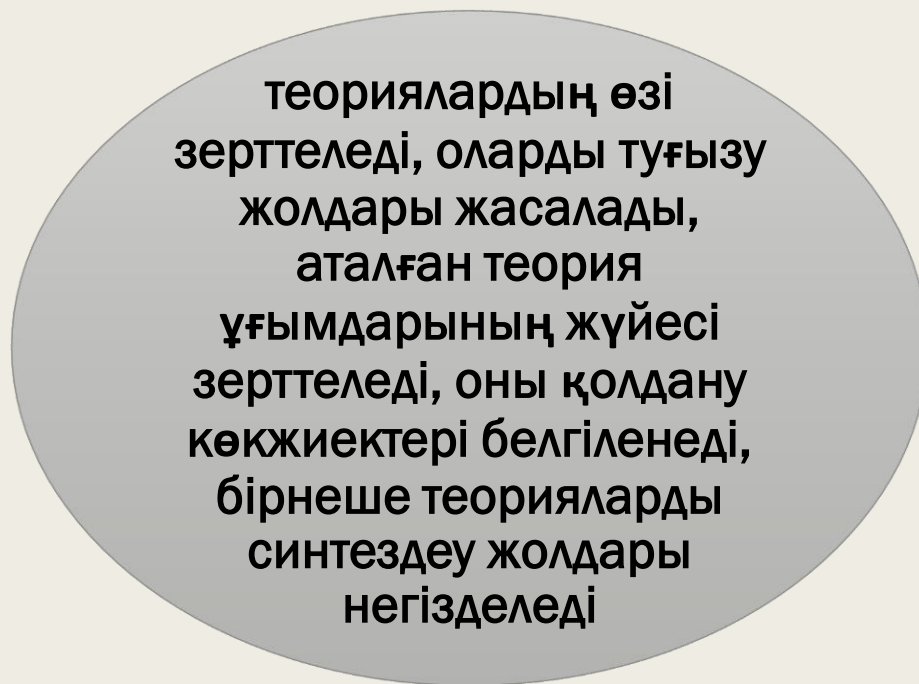 теориялардың өзі
зерттеледі, оларды туғызу
жолдары жасалады,
аталған теория
ұғымдарының жүйесі
зерттеледі, оны қолдану
көкжиектері белгіленеді,
бірнеше теорияларды
синтездеу жолдары
негізделеді